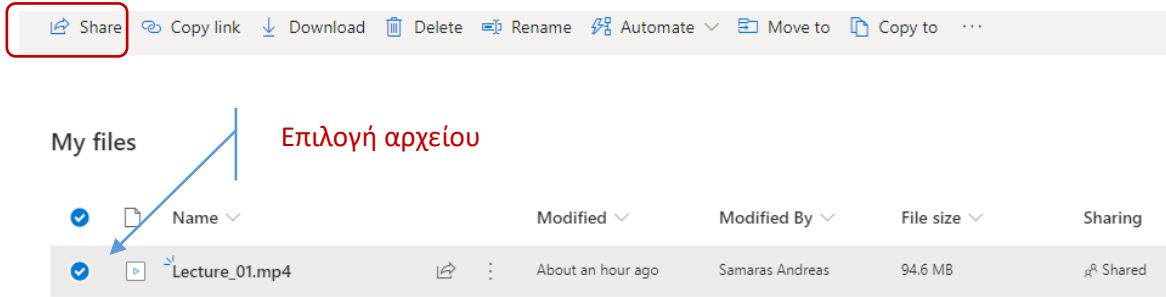 Share Copy link Download Delete Rename Automate Move to Copy to ...
My files
Επιλογή αρχείου
Name Modified Modified By File size Sharing
Lecture_01.mp4 About an hour ago Samaras Andreas 94.6 MB Shared